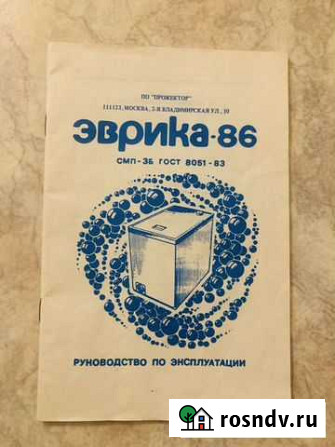 ПО "ПРОЖЕКТОР"
111123, МОСКВА, 2-Я ВЛАДИМИРСКАЯ УЛ., 10
ЭВРИКА-86
СМП-3Б ГОСТ 8051-83
РУКОВОДСТВО ПО ЭКСПЛУАТАЦИИ
rosndv.ru